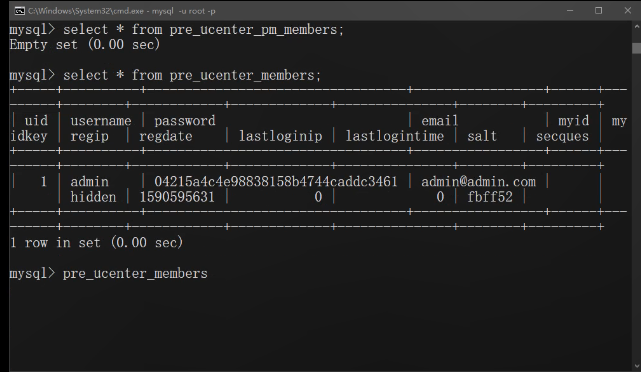 C:\Windows\System32\cmd.exe - mysql -u root -p
mysql> select * from pre_ucenter_pm_members;
Empty set (0.00 sec)
mysql> select * from pre_ucenter_members;
+-----+----------+----------------------------------+-----------------+------+---
------+--------+------------+-------------+---------------+--------+---------+
| uid | username | password | email | myid | my
idkey | regip | regdate | lastloginip | lastlogintime | salt | secques |
+-----+----------+----------------------------------+-----------------+------+---
------+--------+------------+-------------+---------------+--------+---------+
| 1 | admin | 04215a4c4e98838158b4744caddc3461 | admin@admin.com |
| hidden | 1590595631 | 0 | 0 | fbff52 | |
+-----+----------+----------------------------------+-----------------+------+---
------+--------+------------+-------------+---------------+--------+---------+
1 row in set (0.00 sec)
mysql> pre_ucenter_members